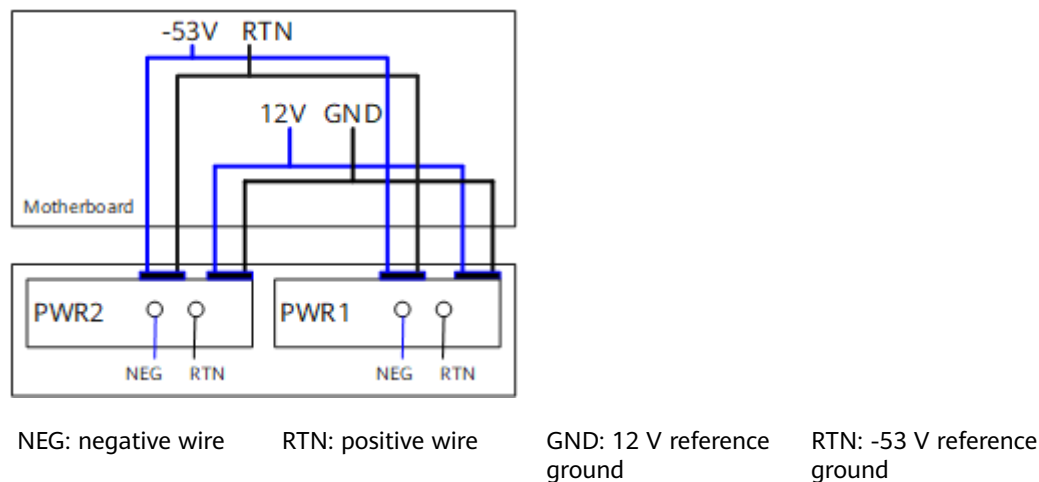 -53V RTN
12V GND
Motherboard
PWR2
PWR1
NEG RTN
NEG RTN
NEG: negative wire
RTN: positive wire
GND: 12 V reference
ground
RTN: -53 V reference
ground